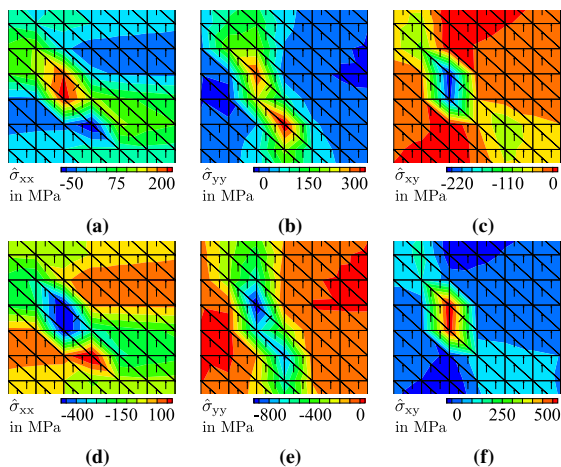 σ̂xx
in MPa
-50 75 200
(a)
σ̂yy
in MPa
0 150 300
(b)
σ̂xy
in MPa
-220 -110 0
(c)
σ̂xx
in MPa
-400 -150 100
(d)
σ̂yy
in MPa
-800 -400 0
(e)
σ̂xy
in MPa
0 250 500
(f)